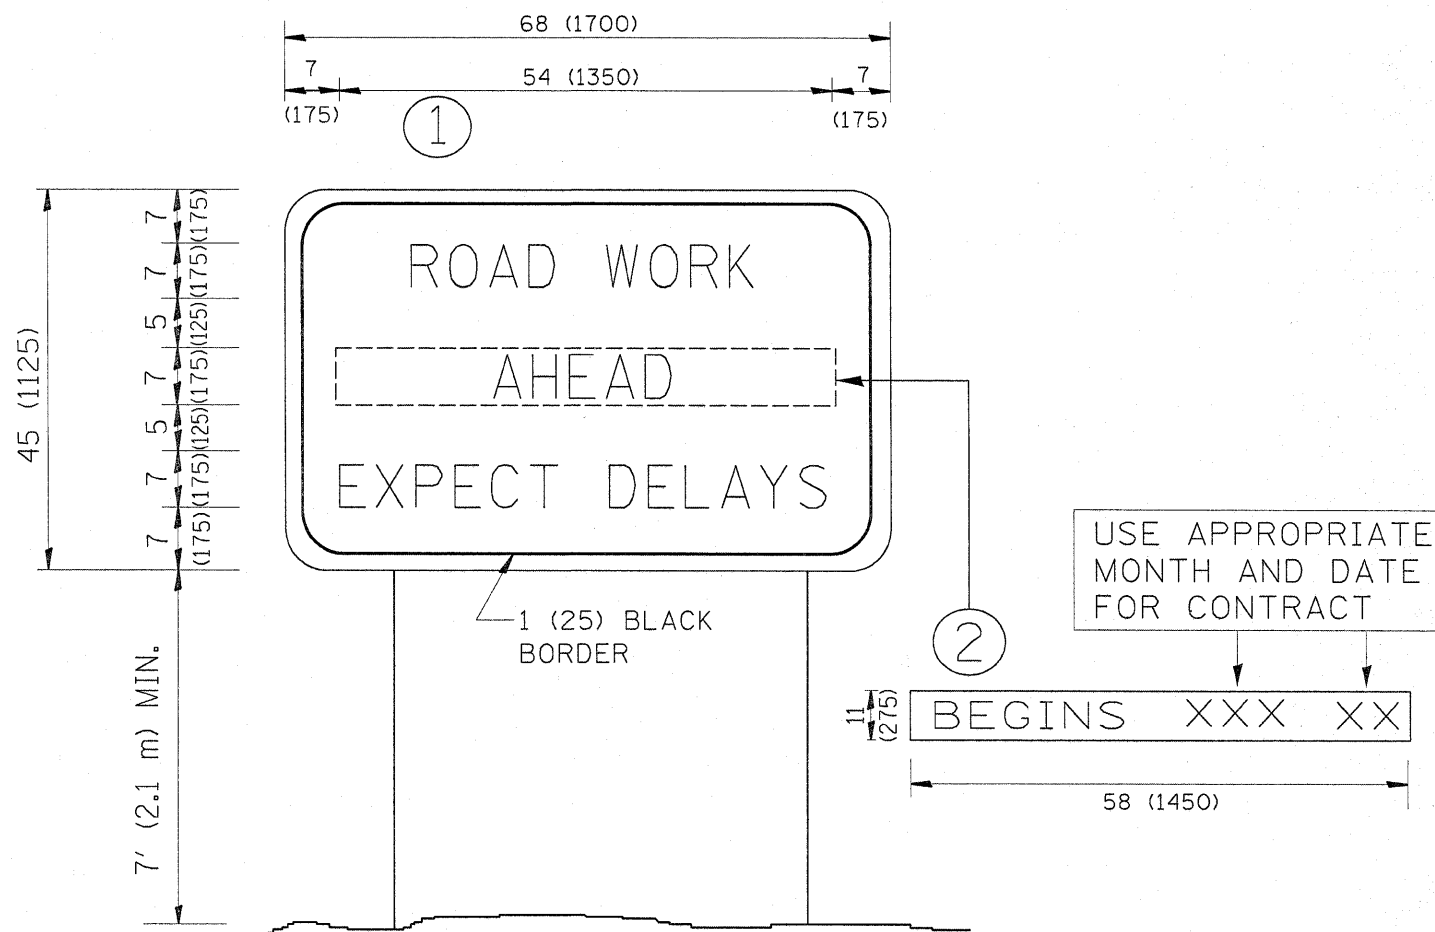 68 (1700)
7
54 (1350)
7
(175)
(175)
1
45 (1125)
7 (175)
7 (175)
5 (125)
7 (175)
5 (125)
7 (175)
7 (175)
ROAD WORK
AHEAD
EXPECT DELAYS
1 (25) BLACK
BORDER
7' (2.1 m) MIN.
2
USE APPROPRIATE
MONTH AND DATE
FOR CONTRACT
11
(275)
BEGINS XXX XX
58 (1450)